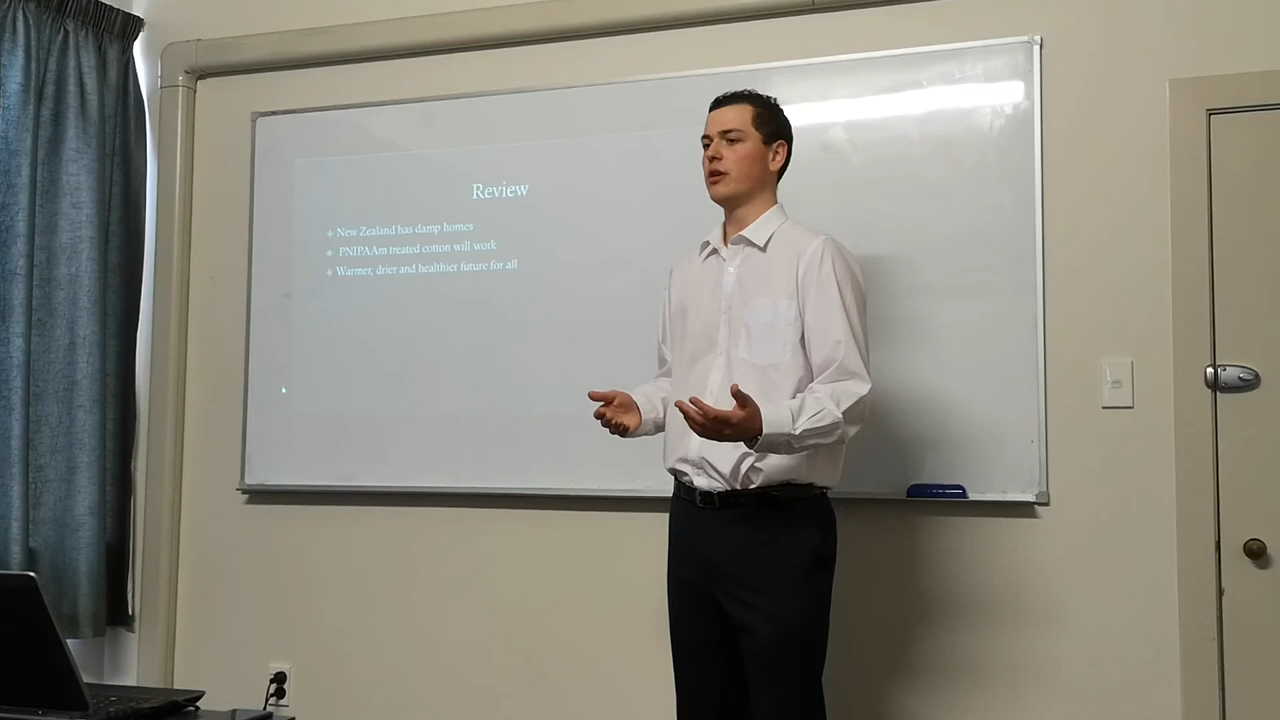 Review
New Zealand has damp homes
PNIPAAm treated cotton will work
Warmer, drier and healthier future for all